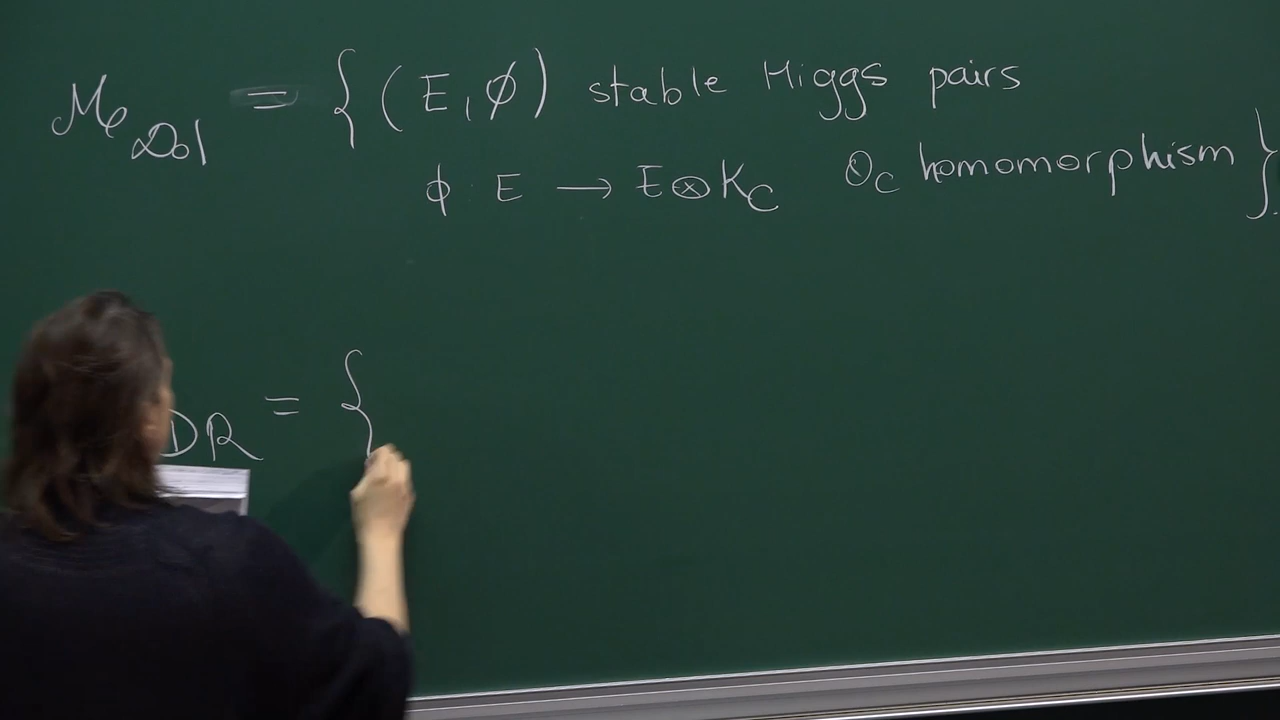 M_Dol = { (E, ϕ) stable Higgs pairs
ϕ : E → E ⊗ K_C O_C homomorphism }
DR = {